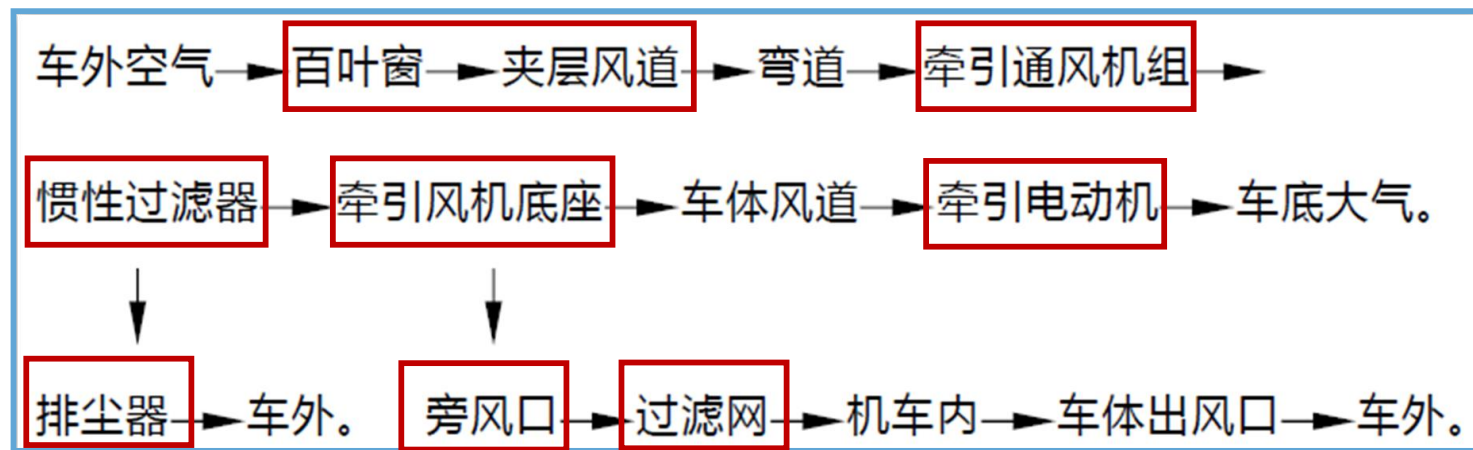 车外空气→百叶窗→夹层风道→弯道→牵引通风机组→
惯性过滤器→牵引风机底座→车体风道→牵引电动机→车底大气。
排尘器→车外。 旁风口→过滤网→机车内→车体出风口→车外。